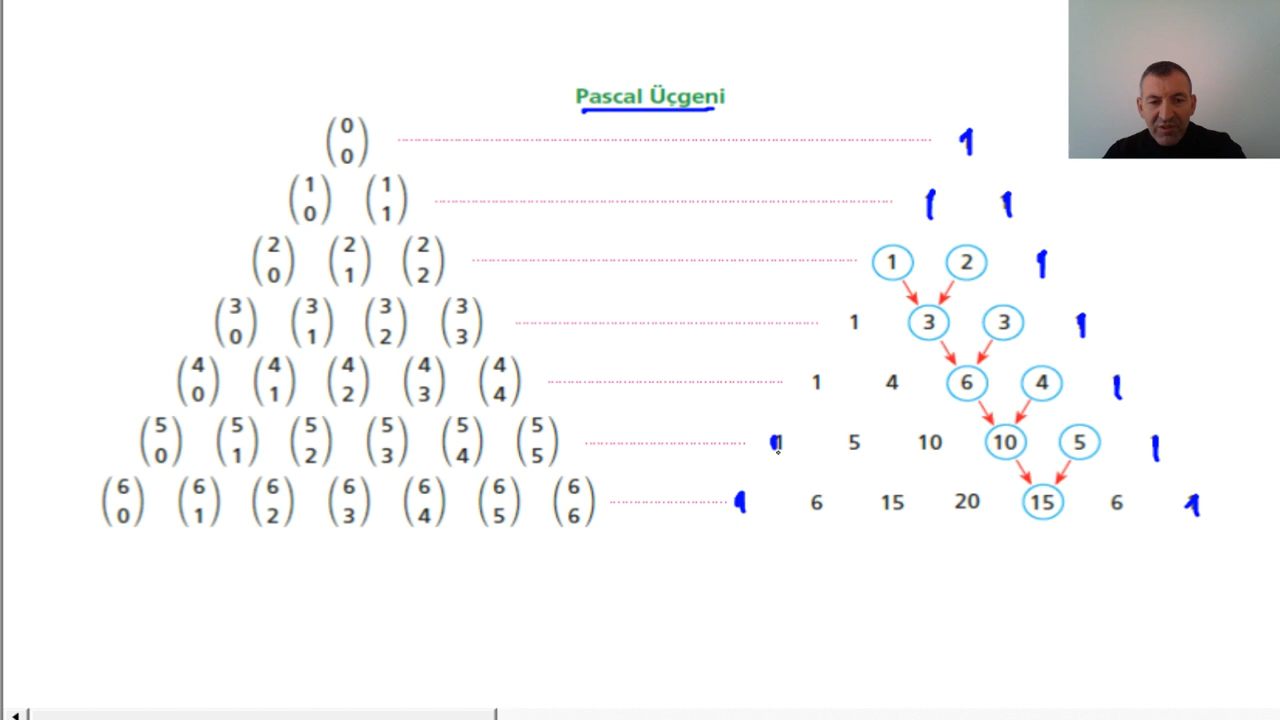 Pascal Üçgeni
(0 0) 1
(1 0) (1 1) 1 1
(2 0) (2 1) (2 2) 1 2 1
(3 0) (3 1) (3 2) (3 3) 1 3 3 1
(4 0) (4 1) (4 2) (4 3) (4 4) 1 4 6 4 1
(5 0) (5 1) (5 2) (5 3) (5 4) (5 5) 1 5 10 10 5 1
(6 0) (6 1) (6 2) (6 3) (6 4) (6 5) (6 6) 1 6 15 20 15 6 1